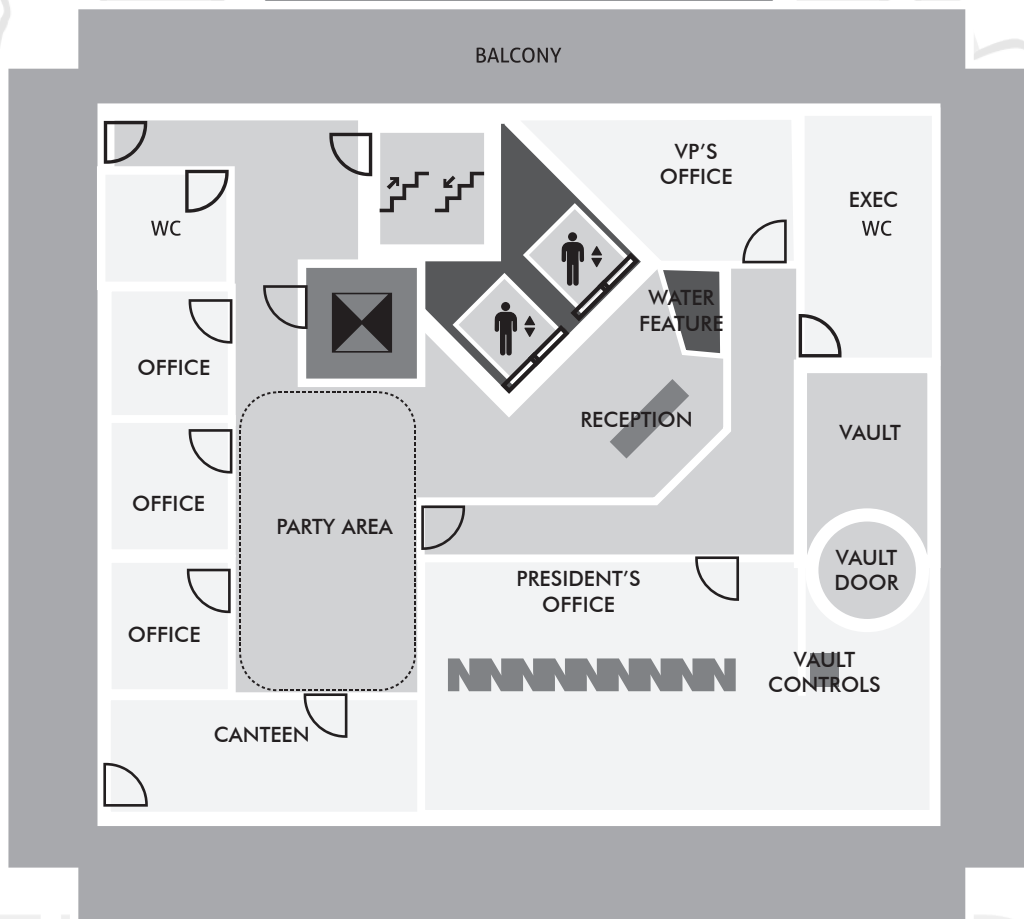 BALCONY
VP'S
OFFICE
EXEC
WC
WC
WATER
FEATURE
OFFICE
RECEPTION
VAULT
OFFICE
PARTY AREA
VAULT
DOOR
PRESIDENT'S
OFFICE
OFFICE
VAULT
CONTROLS
CANTEEN